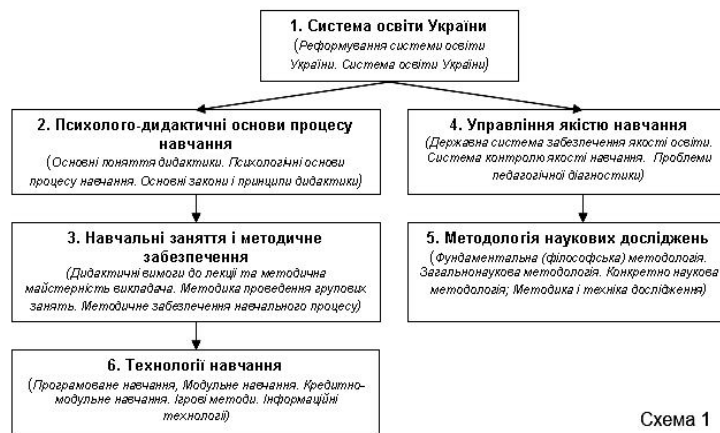 1. Система освіти України
(Реформування системи освіти
України. Система освіти України)
2. Психолого-дидактичні основи процесу
навчання
(Основні поняття дидактики. Психологічні основи
процесу навчання. Основні закони і принципи дидактики)
4. Управління якістю навчання
(Державна система забезпечення якості освіти.
Система контролю якості навчання. Проблеми
педагогічної діагностики)
3. Навчальні заняття і методичне
забезпечення
(Дидактичні вимоги до лекції та методична
майстерність викладача. Методика проведення групових
занять. Методичне забезпечення навчального процесу)
5. Методологія наукових досліджень
(Фундаментальна (філософська) методологія.
Загальнонаукова методологія. Конкретно наукова
методологія; Методика і техніка дослідження)
6. Технології навчання
(Програмоване навчання, Модульне навчання. Кредитно-
модульне навчання. Ігрові методи. Інформаційні
технології)
Схема 1